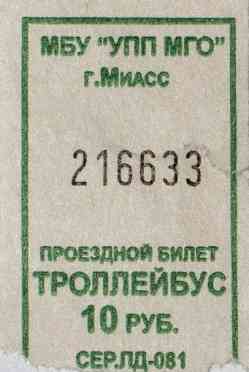 МБУ "УПП МГО"
г.Миасс
216633
ПРОЕЗДНОЙ БИЛЕТ
ТРОЛЛЕЙБУС
10 РУБ.
СЕР.ЛД-081